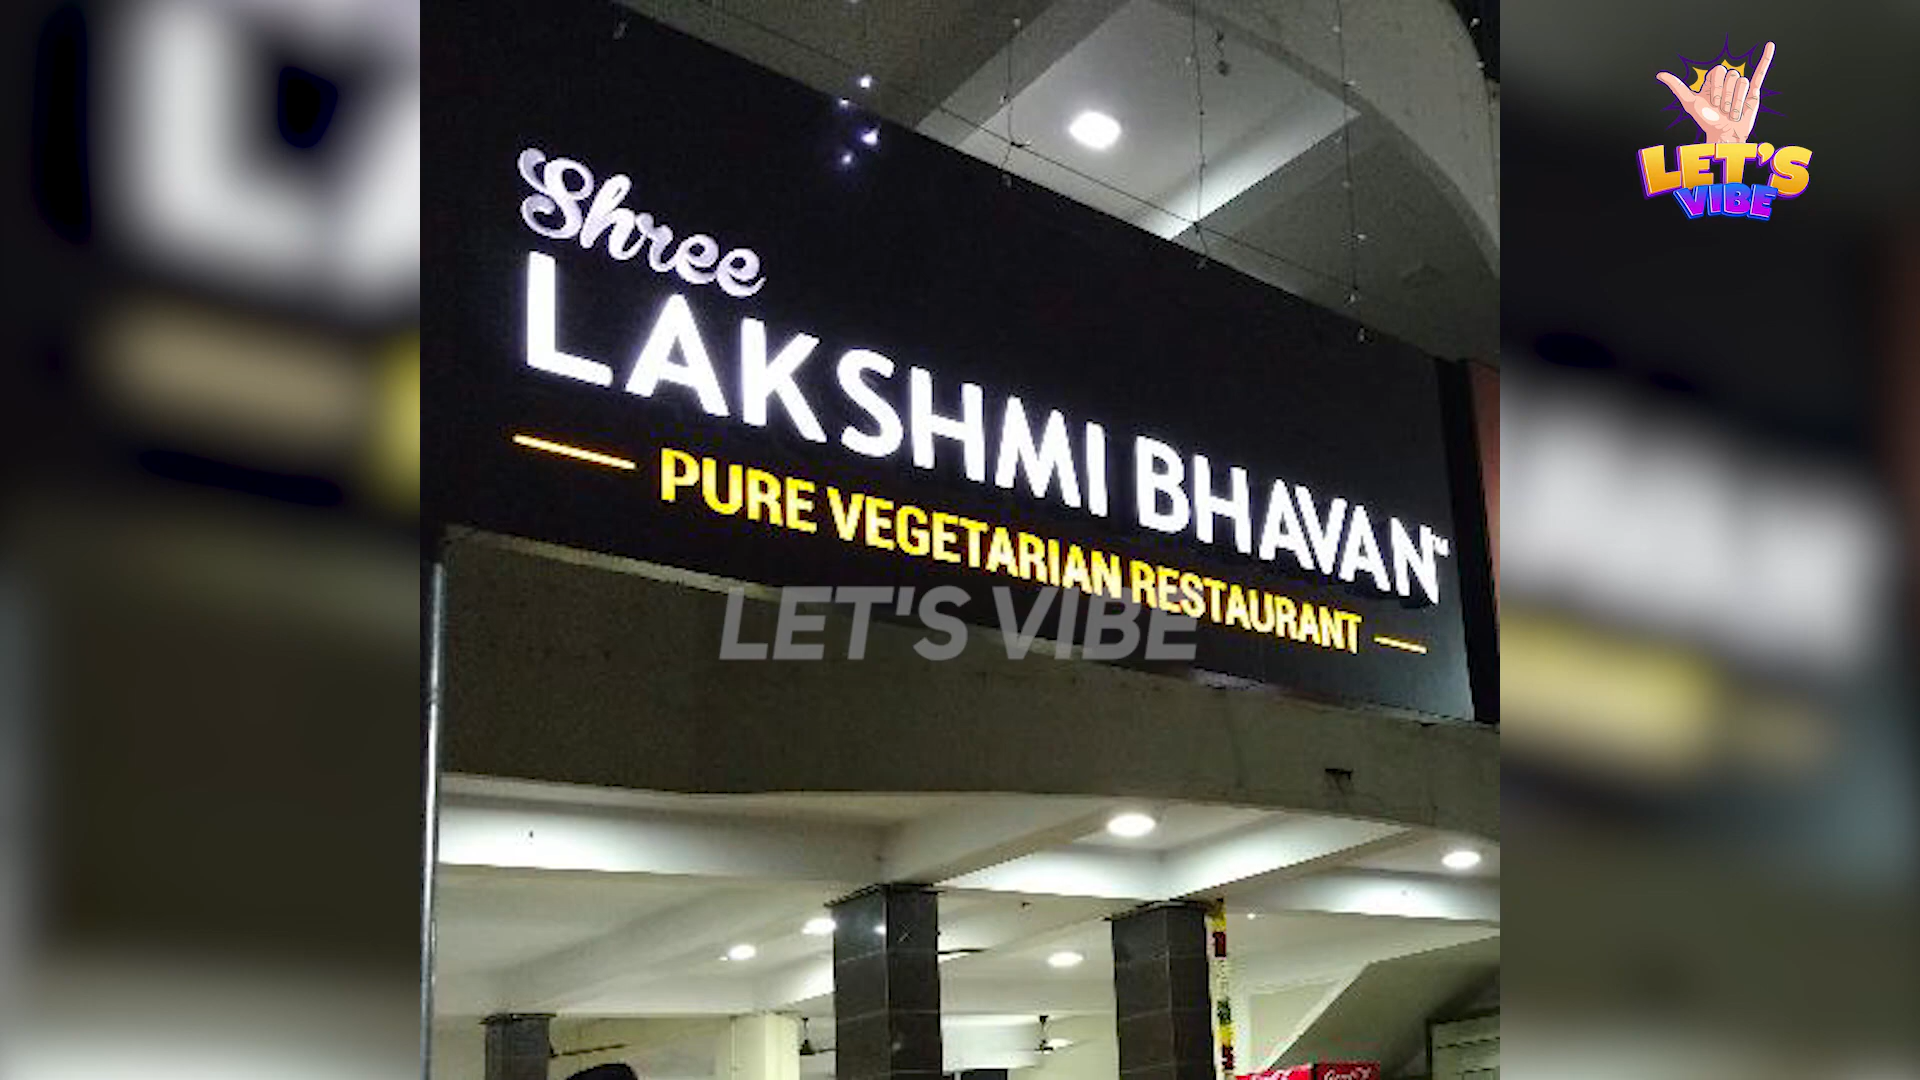 Shree
LAKSHMI BHAVAN™
PURE VEGETARIAN RESTAURANT
LET'S VIBE
LET'S
VIBE